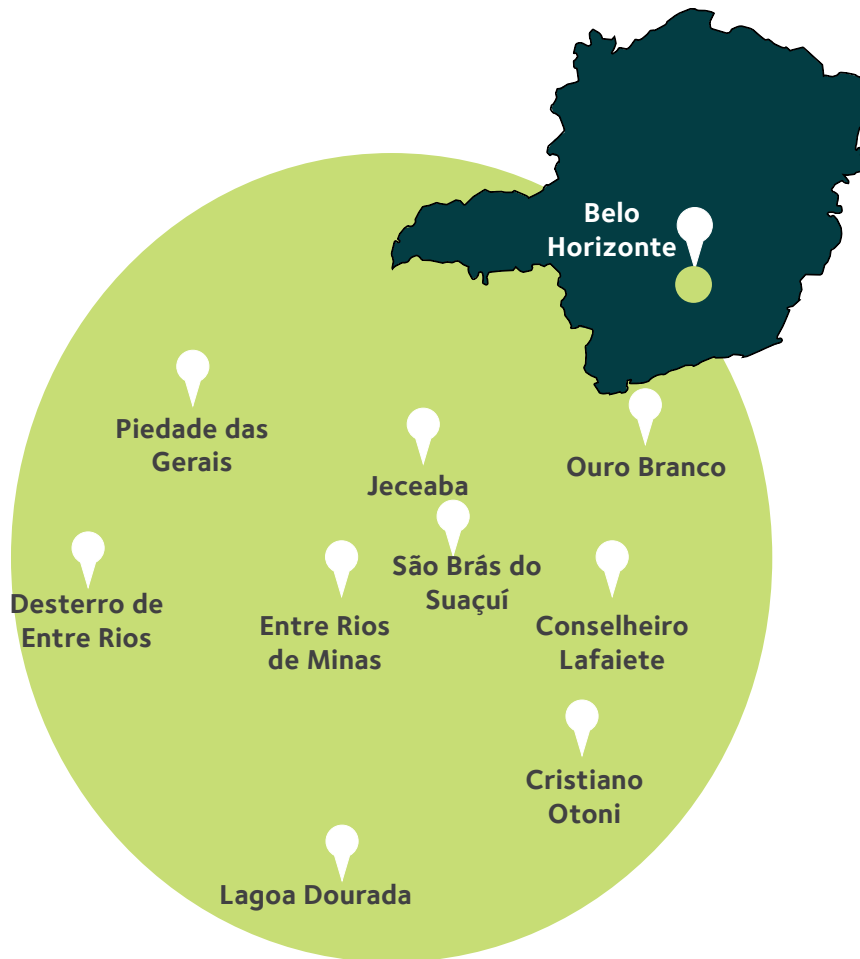 Belo
Horizonte
Piedade das
Gerais
Jeceaba
Ouro Branco
São Brás do
Suaçuí
Desterro de
Entre Rios
Entre Rios
de Minas
Conselheiro
Lafaiete
Cristiano
Otoni
Lagoa Dourada